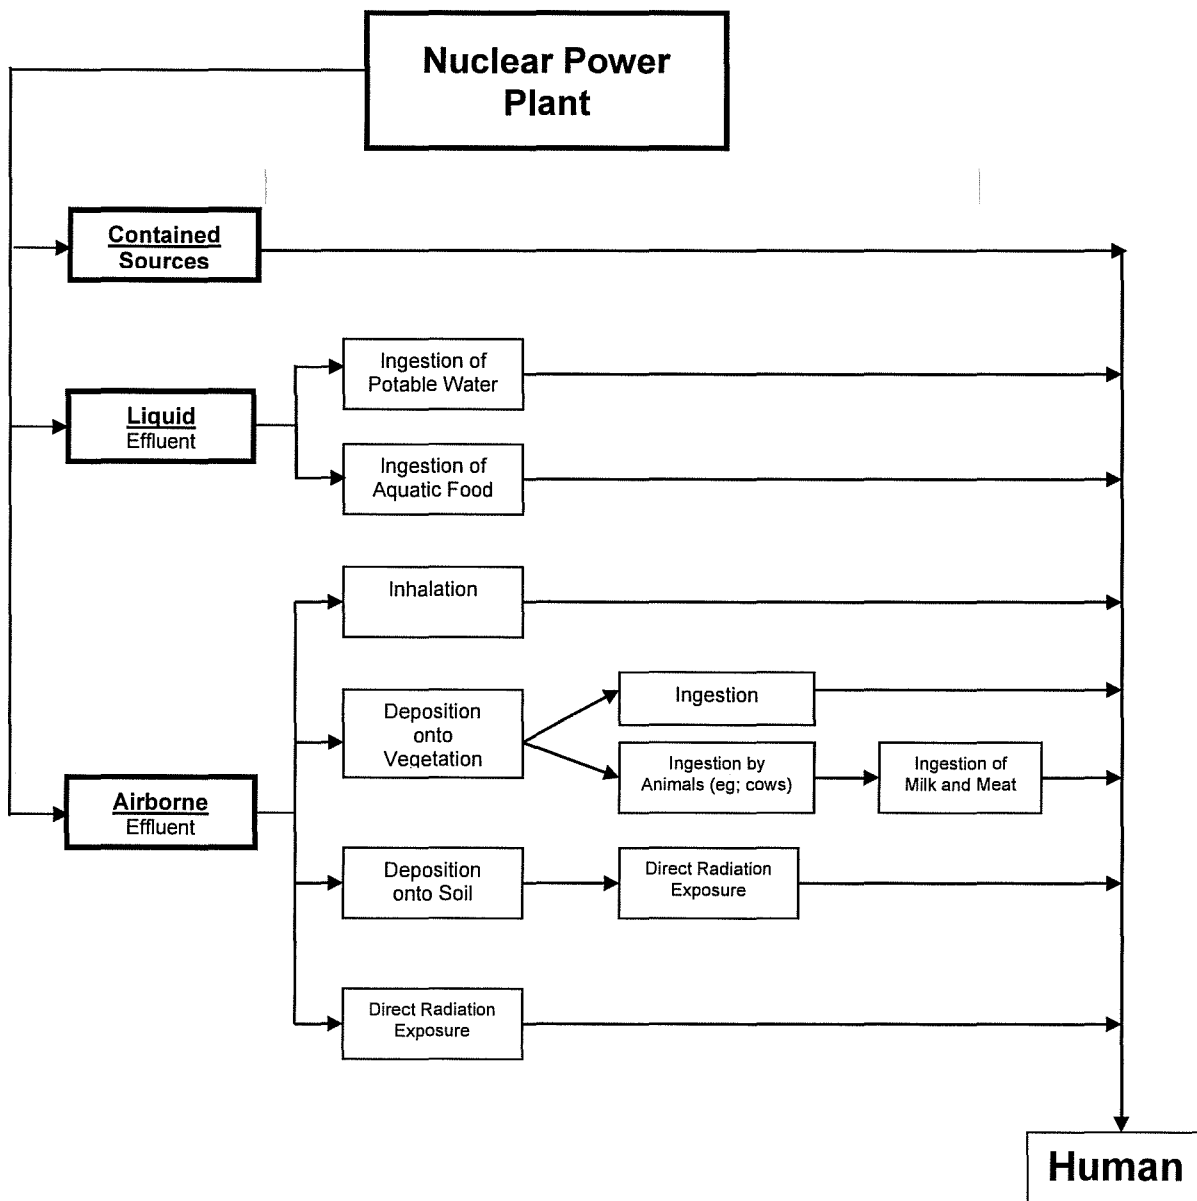 Nuclear Power
Plant
Contained
Sources
Ingestion of
Potable Water
Liquid
Effluent
Ingestion of
Aquatic Food
Inhalation
Deposition
onto
Vegetation
Ingestion
Ingestion by
Animals (eg; cows)
Ingestion of
Milk and Meat
Airborne
Effluent
Deposition
onto Soil
Direct Radiation
Exposure
Direct Radiation
Exposure
Human